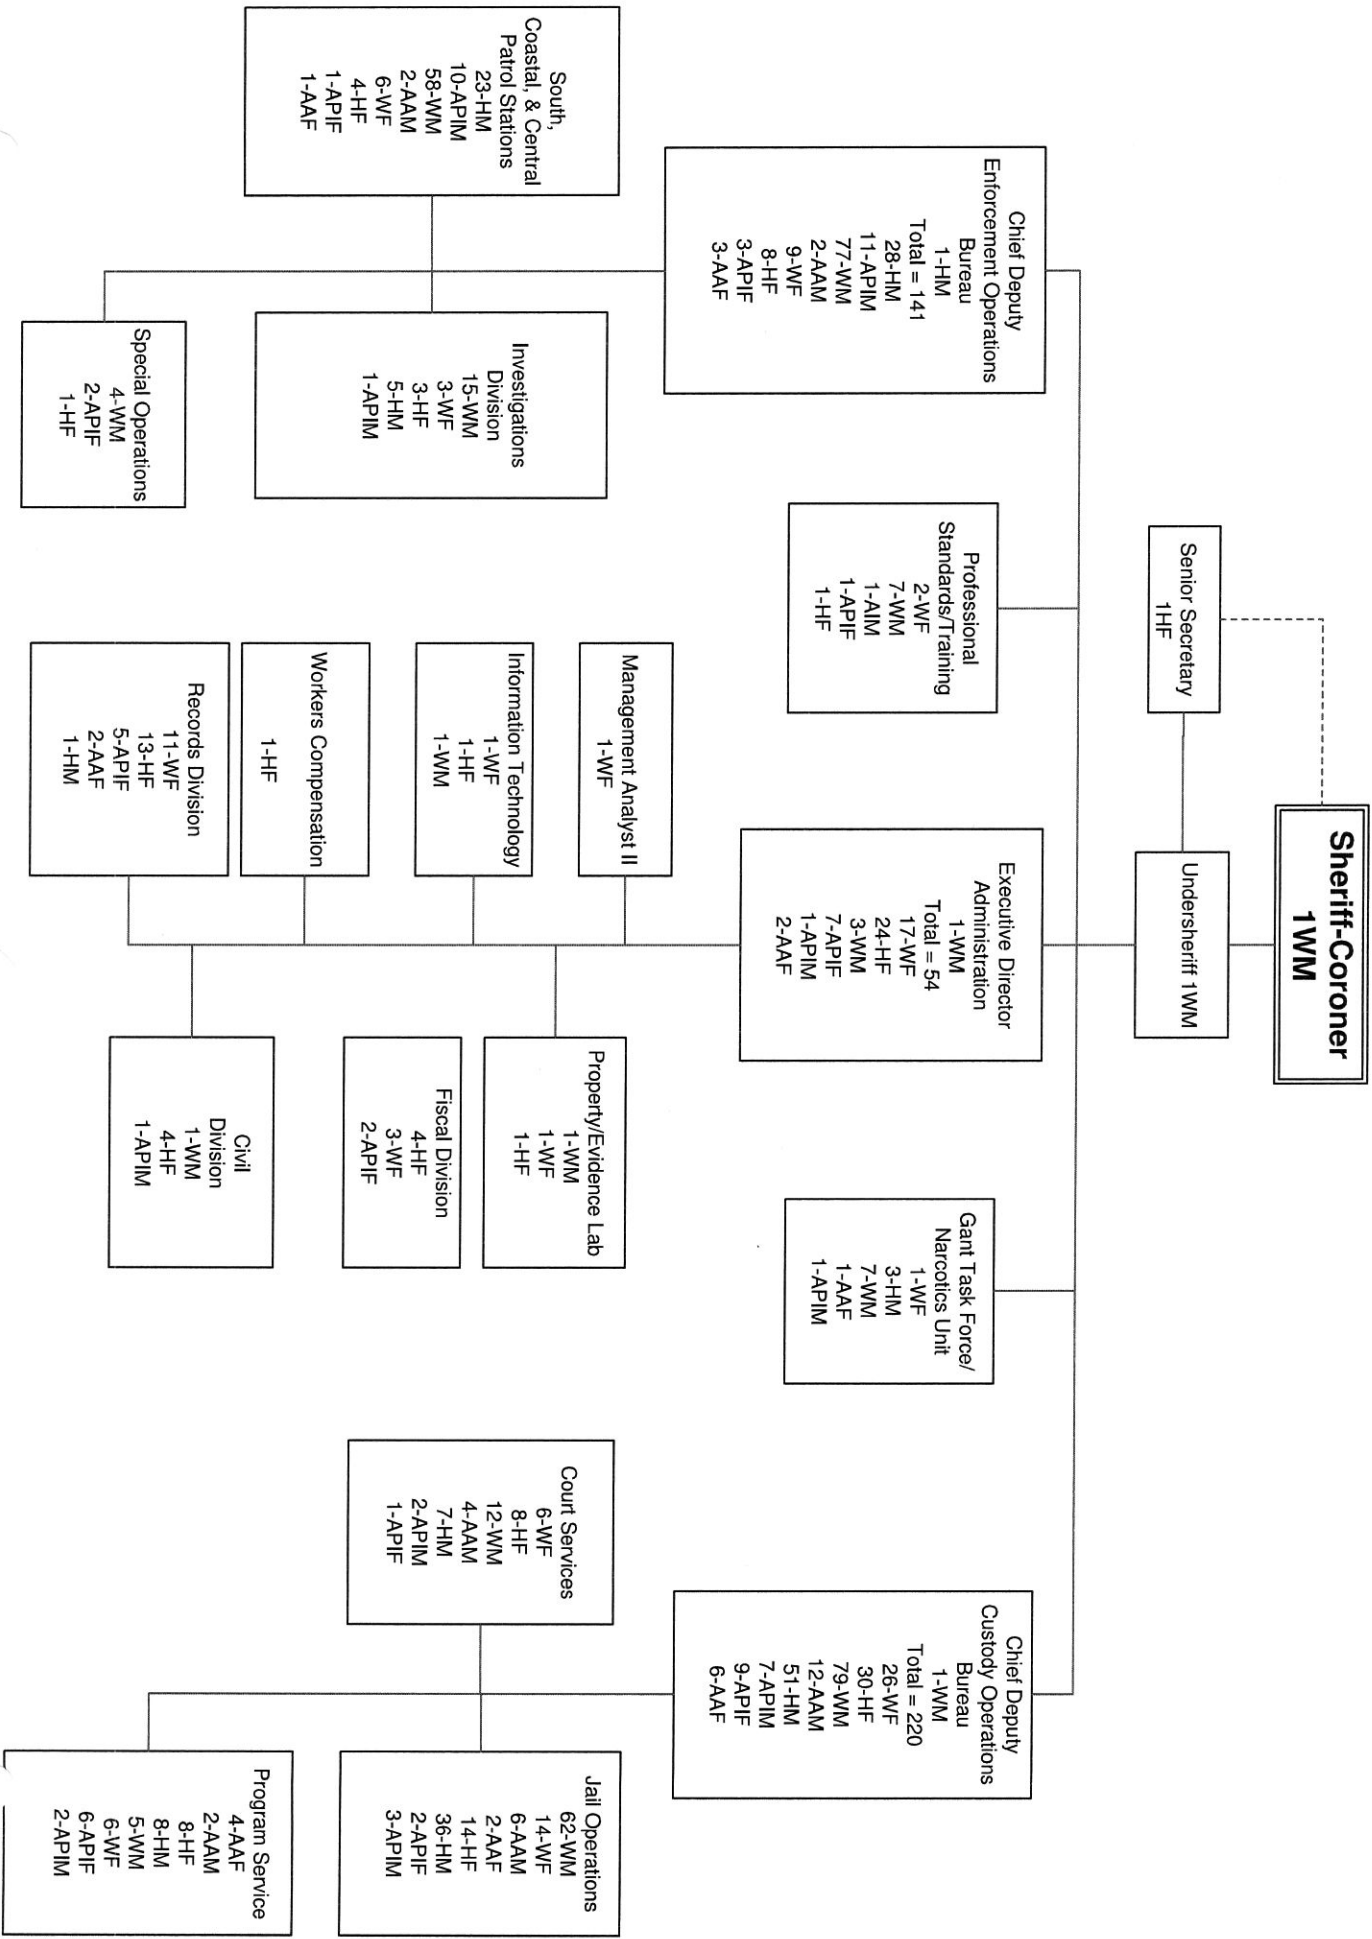 Sheriff-Coroner
1WM
Undersheriff 1WM
Senior Secretary
1HF
Chief Deputy
Enforcement Operations
Bureau
1-HM
Total = 141
28-HM
11-APIM
77-WM
2-AAM
9-WF
8-HF
3-APIF
3-AAF
Professional
Standards/Training
2-WF
7-WM
1-AIM
1-APIF
1-HF
Executive Director
Administration
1-WM
Total = 54
17-WF
24-HF
3-WM
7-APIF
1-APIM
2-AAF
Gant Task Force/
Narcotics Unit
1-WF
3-HM
7-WM
1-AAF
1-APIM
Chief Deputy
Custody Operations
Bureau
1-WM
Total = 220
26-WF
30-HF
79-WM
12-AAM
51-HM
7-APIM
9-APIF
6-AAF
South,
Coastal, & Central
Patrol Stations
23-HM
10-APIM
58-WM
2-AAM
6-WF
4-HF
1-APIF
1-AAF
Investigations
Division
15-WM
3-WF
3-HF
5-HM
1-APIM
Special Operations
4-WM
2-APIF
1-HF
Management Analyst II
1-WF
Information Technology
1-WF
1-HF
1-WM
Workers Compensation
1-HF
Records Division
11-WF
13-HF
5-APIF
2-AAF
1-HM
Property/Evidence Lab
1-WM
1-WF
1-HF
Fiscal Division
4-HF
3-WF
2-APIF
Civil
Division
1-WM
4-HF
1-APIM
Court Services
6-WF
8-HF
12-WM
4-AAM
7-HM
2-APIM
1-APIF
Jail Operations
62-WM
14-WF
6-AAM
2-AAF
14-HF
36-HM
2-APIF
3-APIM
Program Service
4-AAF
2-AAM
8-HF
8-HM
5-WM
6-WF
6-APIF
2-APIM